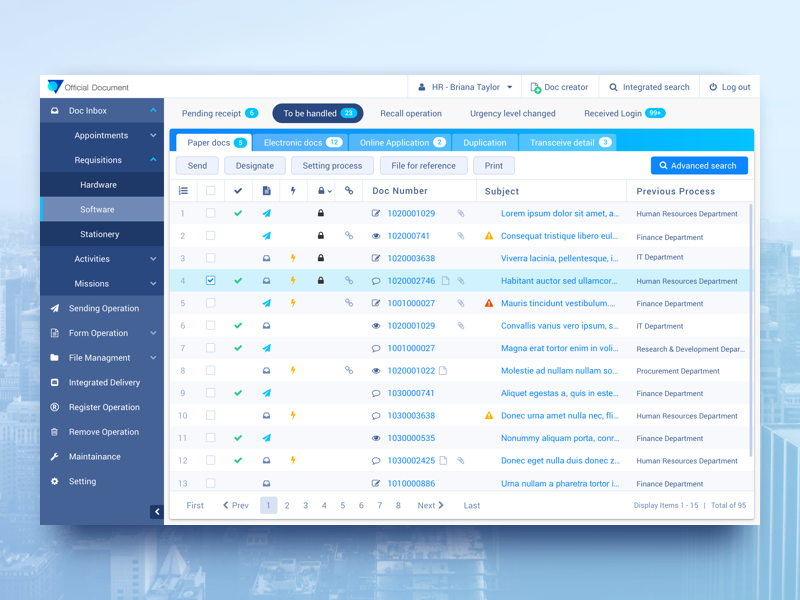 Official Document
HR - Briana Taylor
Doc creator
Integrated search
Log out
Doc Inbox
Appointments
Requisitions
Hardware
Software
Stationery
Activities
Missions
Sending Operation
Form Operation
File Managment
Integrated Delivery
Register Operation
Remove Operation
Maintainance
Setting
Pending receipt 6
To be handled 23
Recall operation
Urgency level changed
Received Login 99+
Paper docs 5
Electronic docs 12
Online Application 2
Duplication
Transceive detail 3
Send
Designate
Setting process
File for reference
Print
Advanced search
Doc Number Subject Previous Process
1 1020001029 Lorem ipsum dolor sit amet, a... Human Resources Department
2 102000741 Consequat tristique libero eul... Finance Department
3 1020003638 Viverra lacinia, pellentesque, i... IT Department
4 1020002746 Habitant auctor sed ullamcor... Human Resources Department
5 1001000027 Mauris tincidunt vestibulum.... Finance Department
6 1020001029 Convallis varius vero ipsum, s... IT Department
7 1001000027 Magna erat tortor enim in voli... Research & Development Depar...
8 1020001022 Molestie ad nullam nullam so... Procurement Department
9 1030000741 Aliquet egestas a, quis in este... Finance Department
10 1030003638 Donec urna amet nulla nec, fli... Human Resources Department
11 1030000535 Nonummy aliquam porta, conr... Finance Department
12 1030002425 Donec eget nulla duis donec z... Human Resources Department
13 1010000886 Urna nullam a pharetra tortor i... Finance Department
First Prev 1 2 3 4 5 6 7 8 Next Last
Display Items 1 - 15 | Total of 95